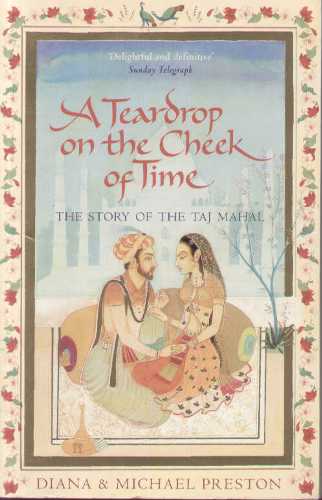 'Delightful and definitive'
Sunday Telegraph
A Teardrop
on the Cheek
of Time
THE STORY OF THE TAJ MAHAL
DIANA & MICHAEL PRESTON